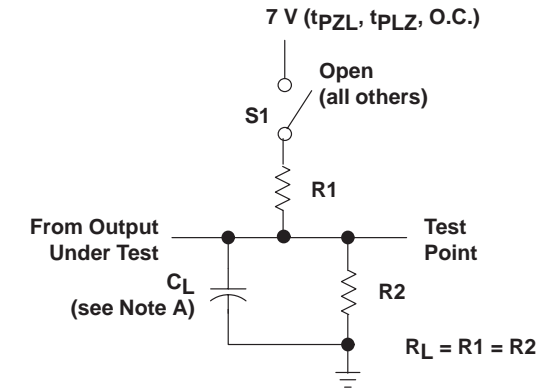 7 V (tPZL, tPLZ, O.C.)
Open
(all others)
S1
R1
From Output
Under Test
Test
Point
CL
(see Note A)
R2
RL = R1 = R2